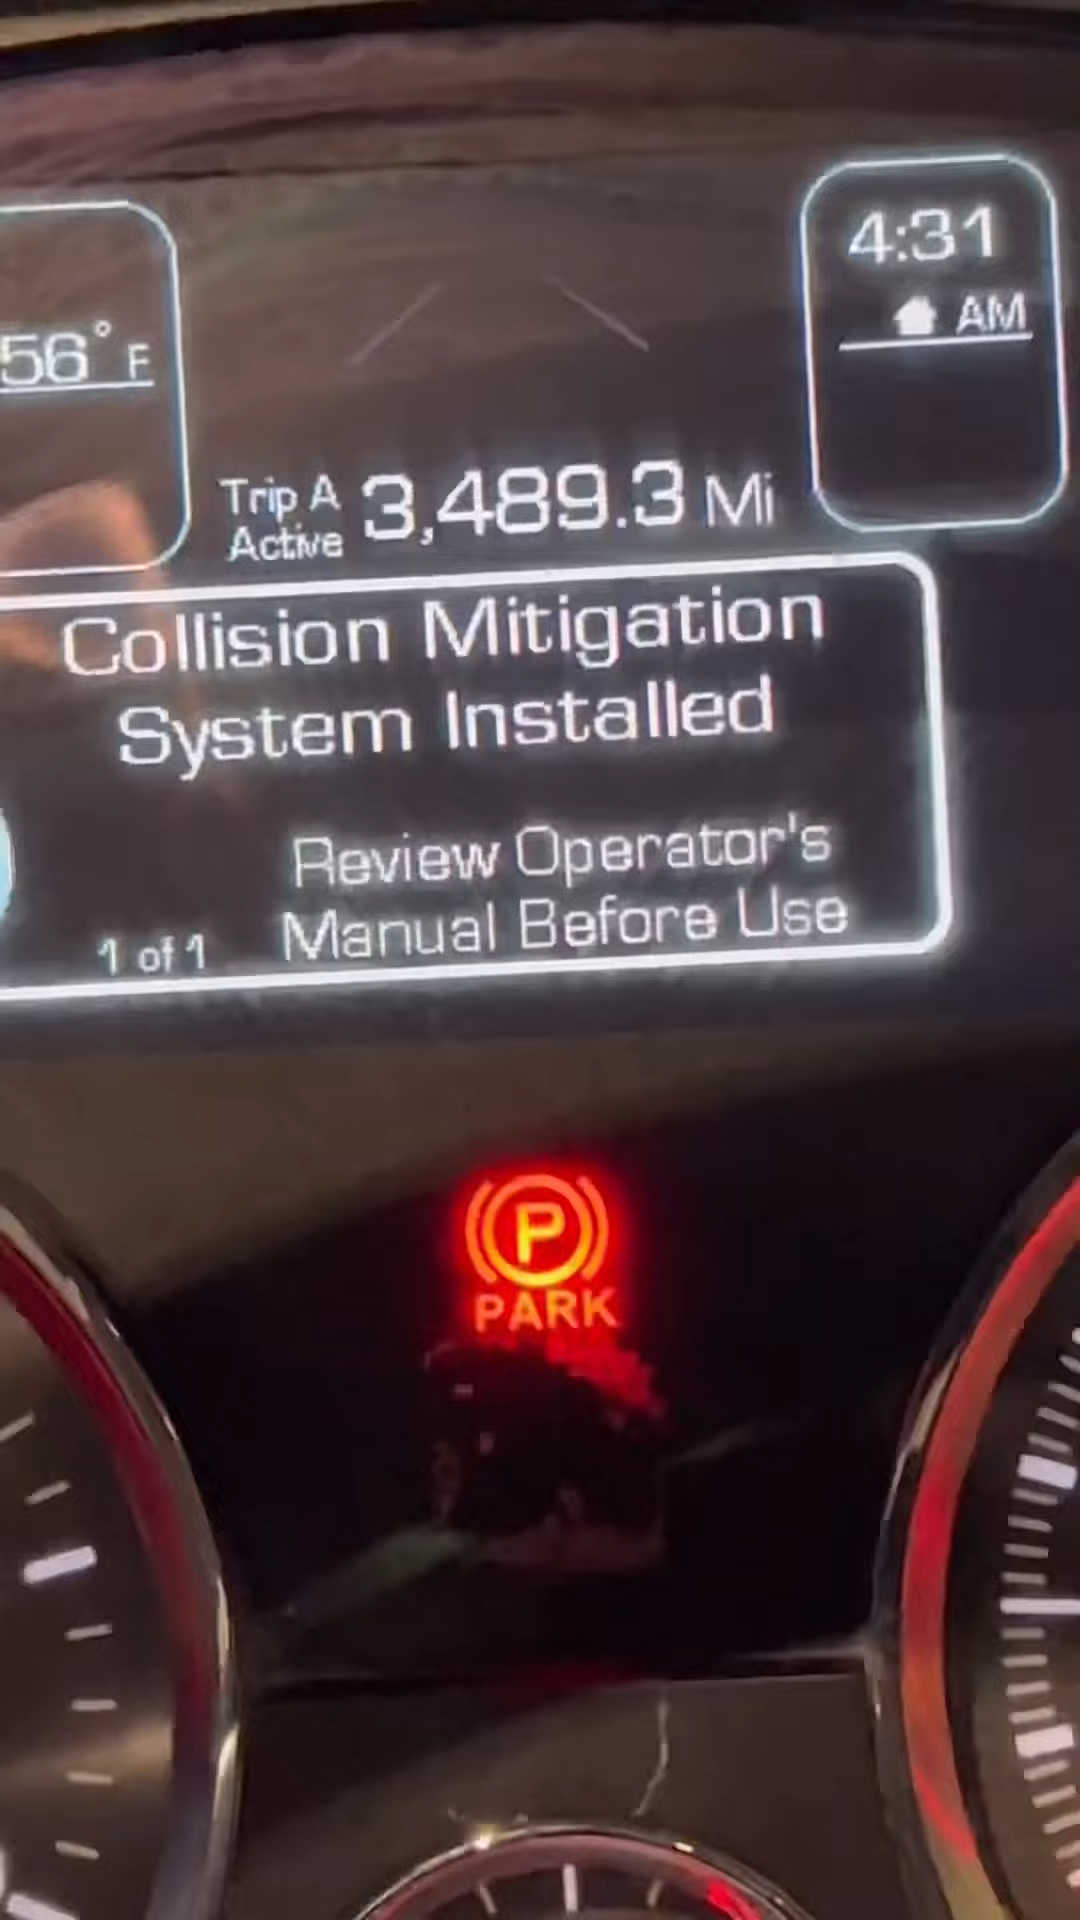 4:31
AM
56° F
Trip A
Active
3,489.3 Mi
Collision Mitigation
System Installed
Review Operator's
Manual Before Use
1 of 1
P
PARK